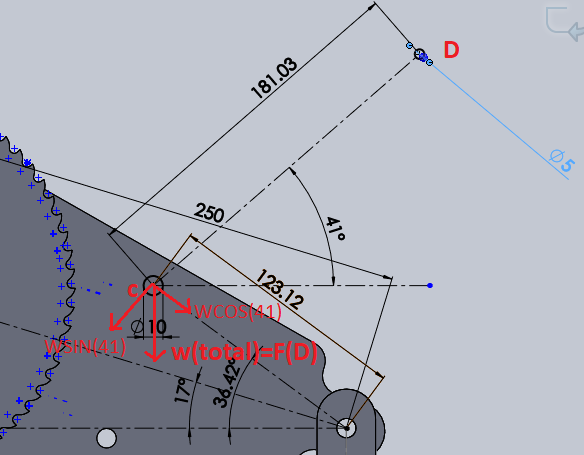 D
181.03
Ø5
250
41°
123.12
c
WCOS(41)
Ø10
WSIN(41)
w(total)=F(D)
17°
36.42°